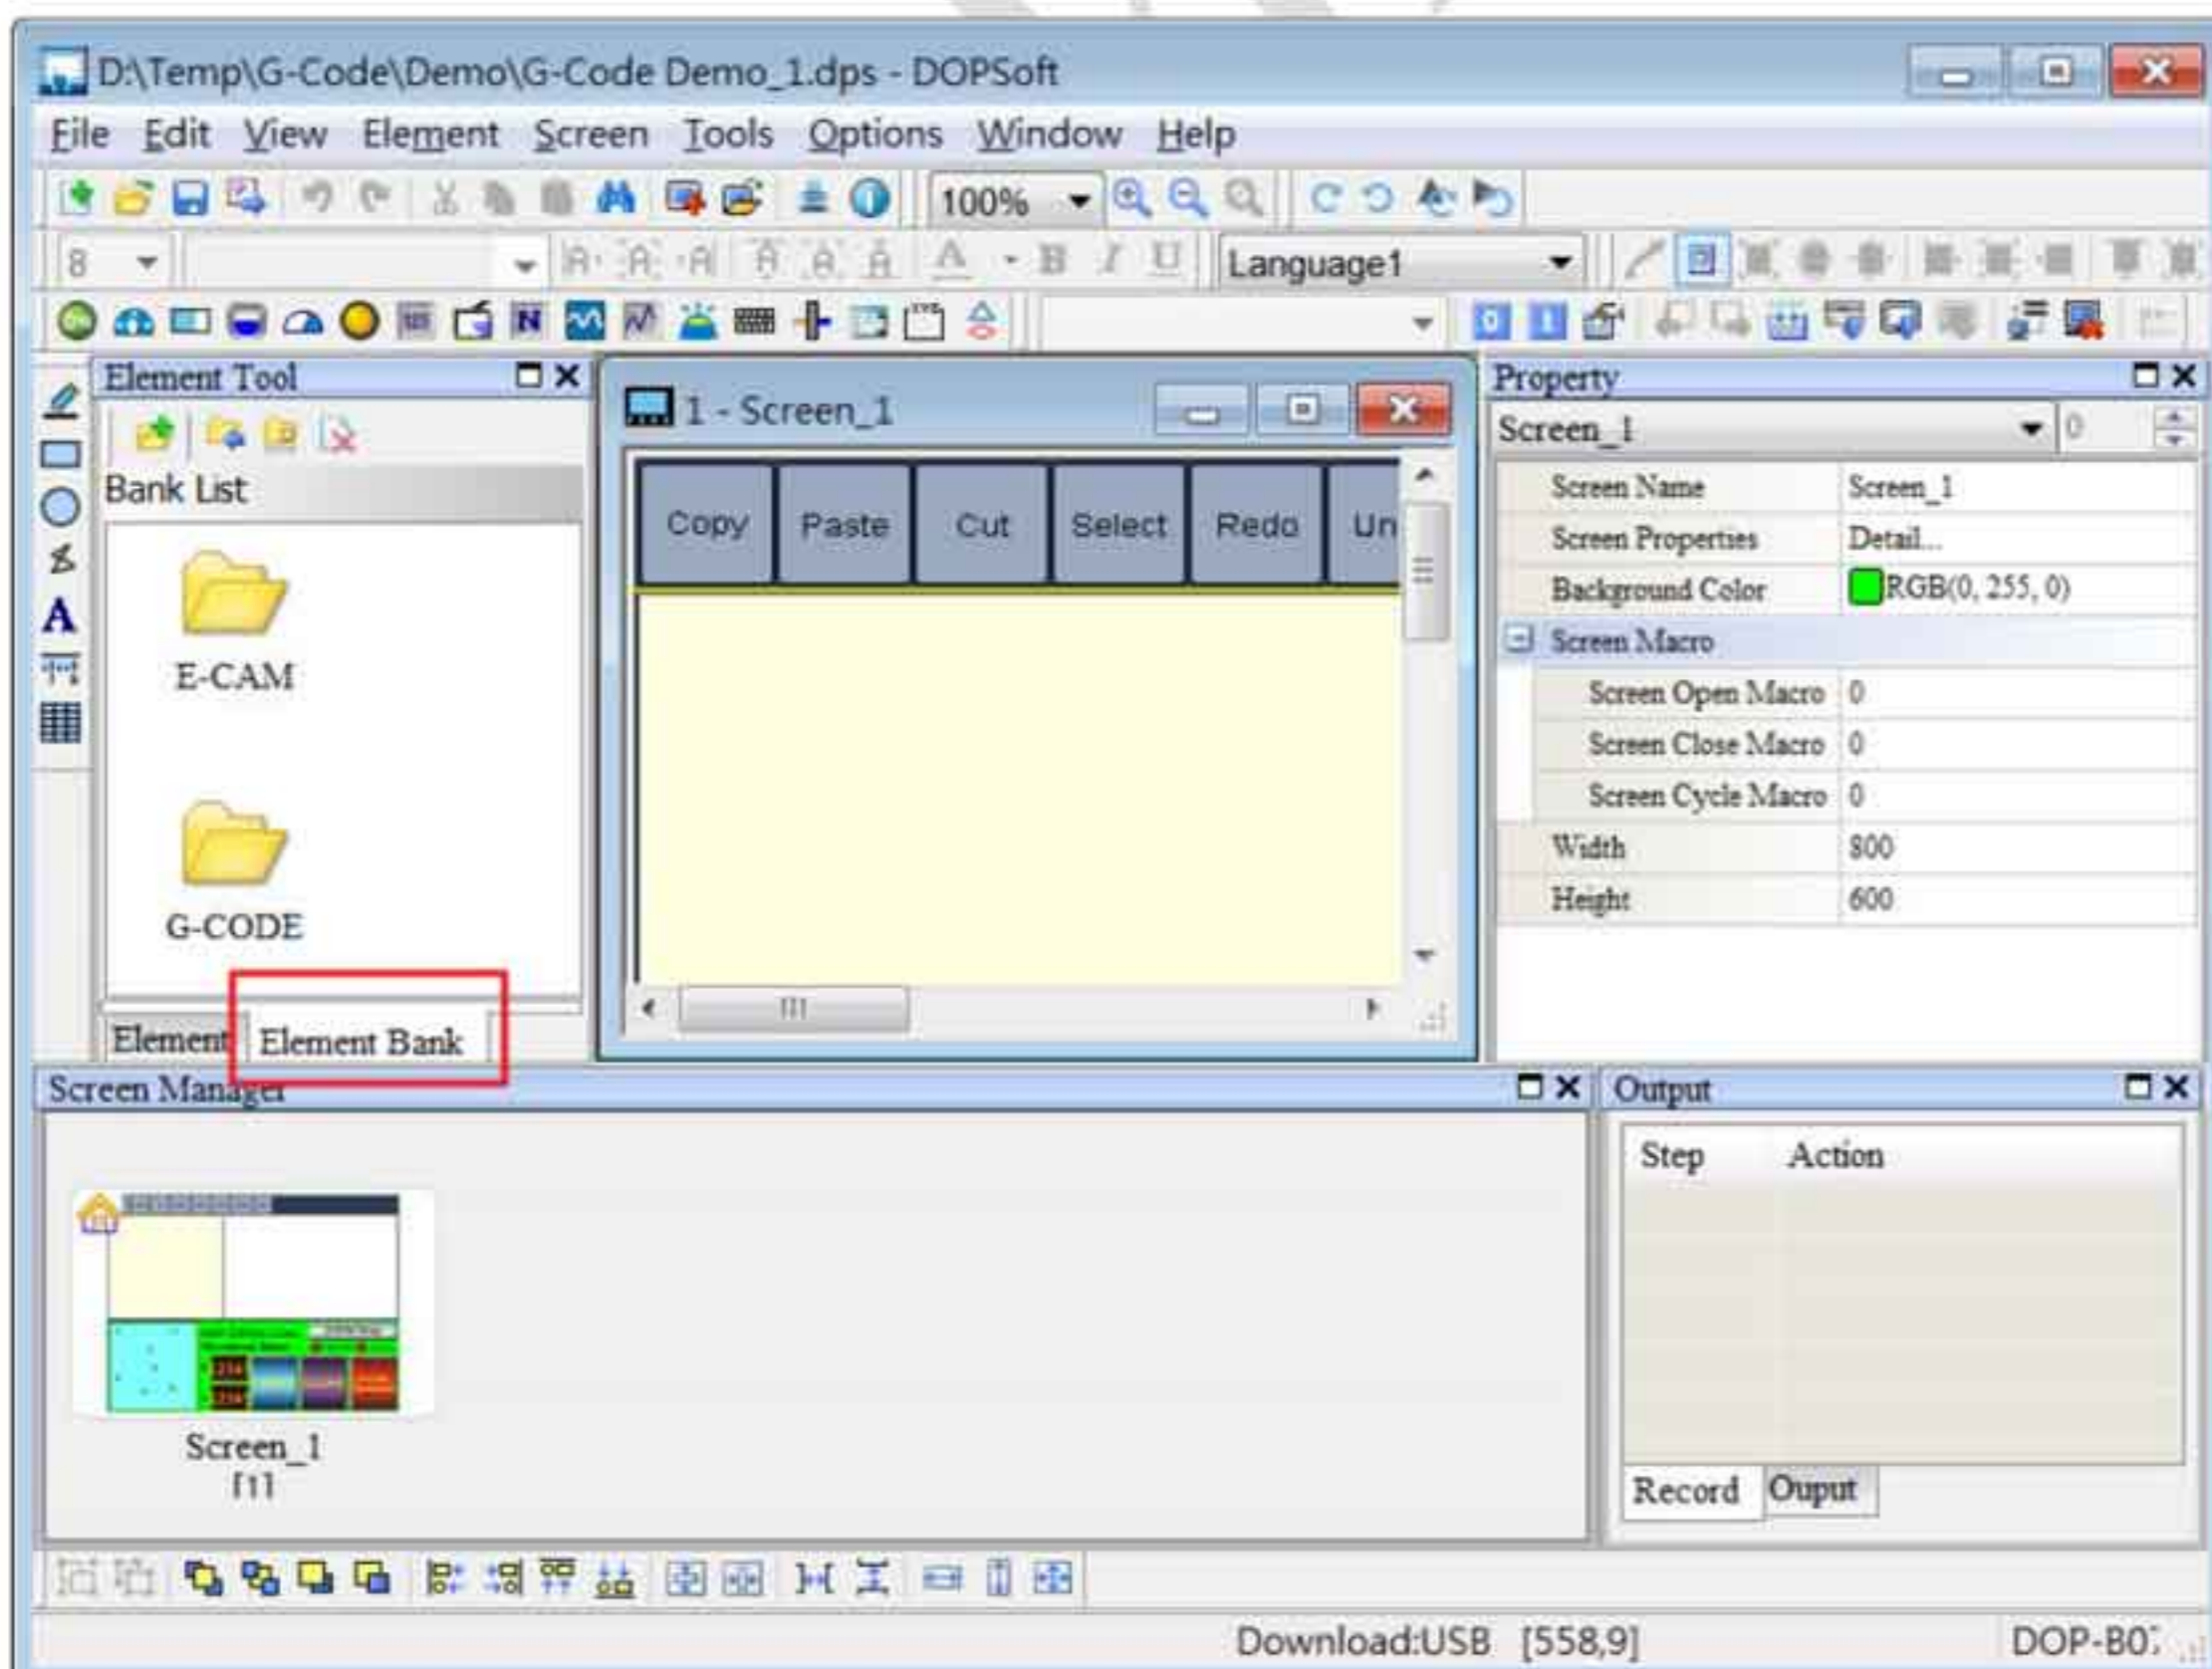 D:\Temp\G-Code\Demo\G-Code Demo_1.dps - DOPSoft
File Edit View Element Screen Tools Options Window Help
100%
8
Language1
Element Tool
Bank List
E-CAM
G-CODE
Element Element Bank
1 - Screen_1
Copy Paste Cut Select Redo Un
Property
Screen_1 0
Screen Name Screen_1
Screen Properties Detail...
Background Color RGB(0, 255, 0)
Screen Macro
Screen Open Macro 0
Screen Close Macro 0
Screen Cycle Macro 0
Width 800
Height 600
Screen Manager
Screen_1
[1]
Output
Step Action
Record Ouput
Download:USB [558,9] DOP-B0